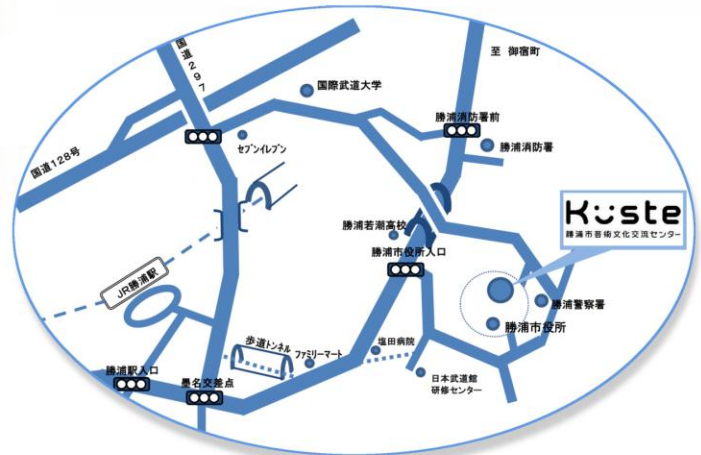 国道297
至 御宿町
国際武道大学
勝浦消防署前
セブンイレブン
勝浦消防署
国道128号
Küste
勝浦市芸術文化交流センター
勝浦若潮高校
勝浦市役所入口
JR勝浦駅
勝浦警察署
勝浦市役所
歩道トンネル
ファミリーマート
塩田病院
勝浦駅入口
墨名交差点
日本武道館
研修センター